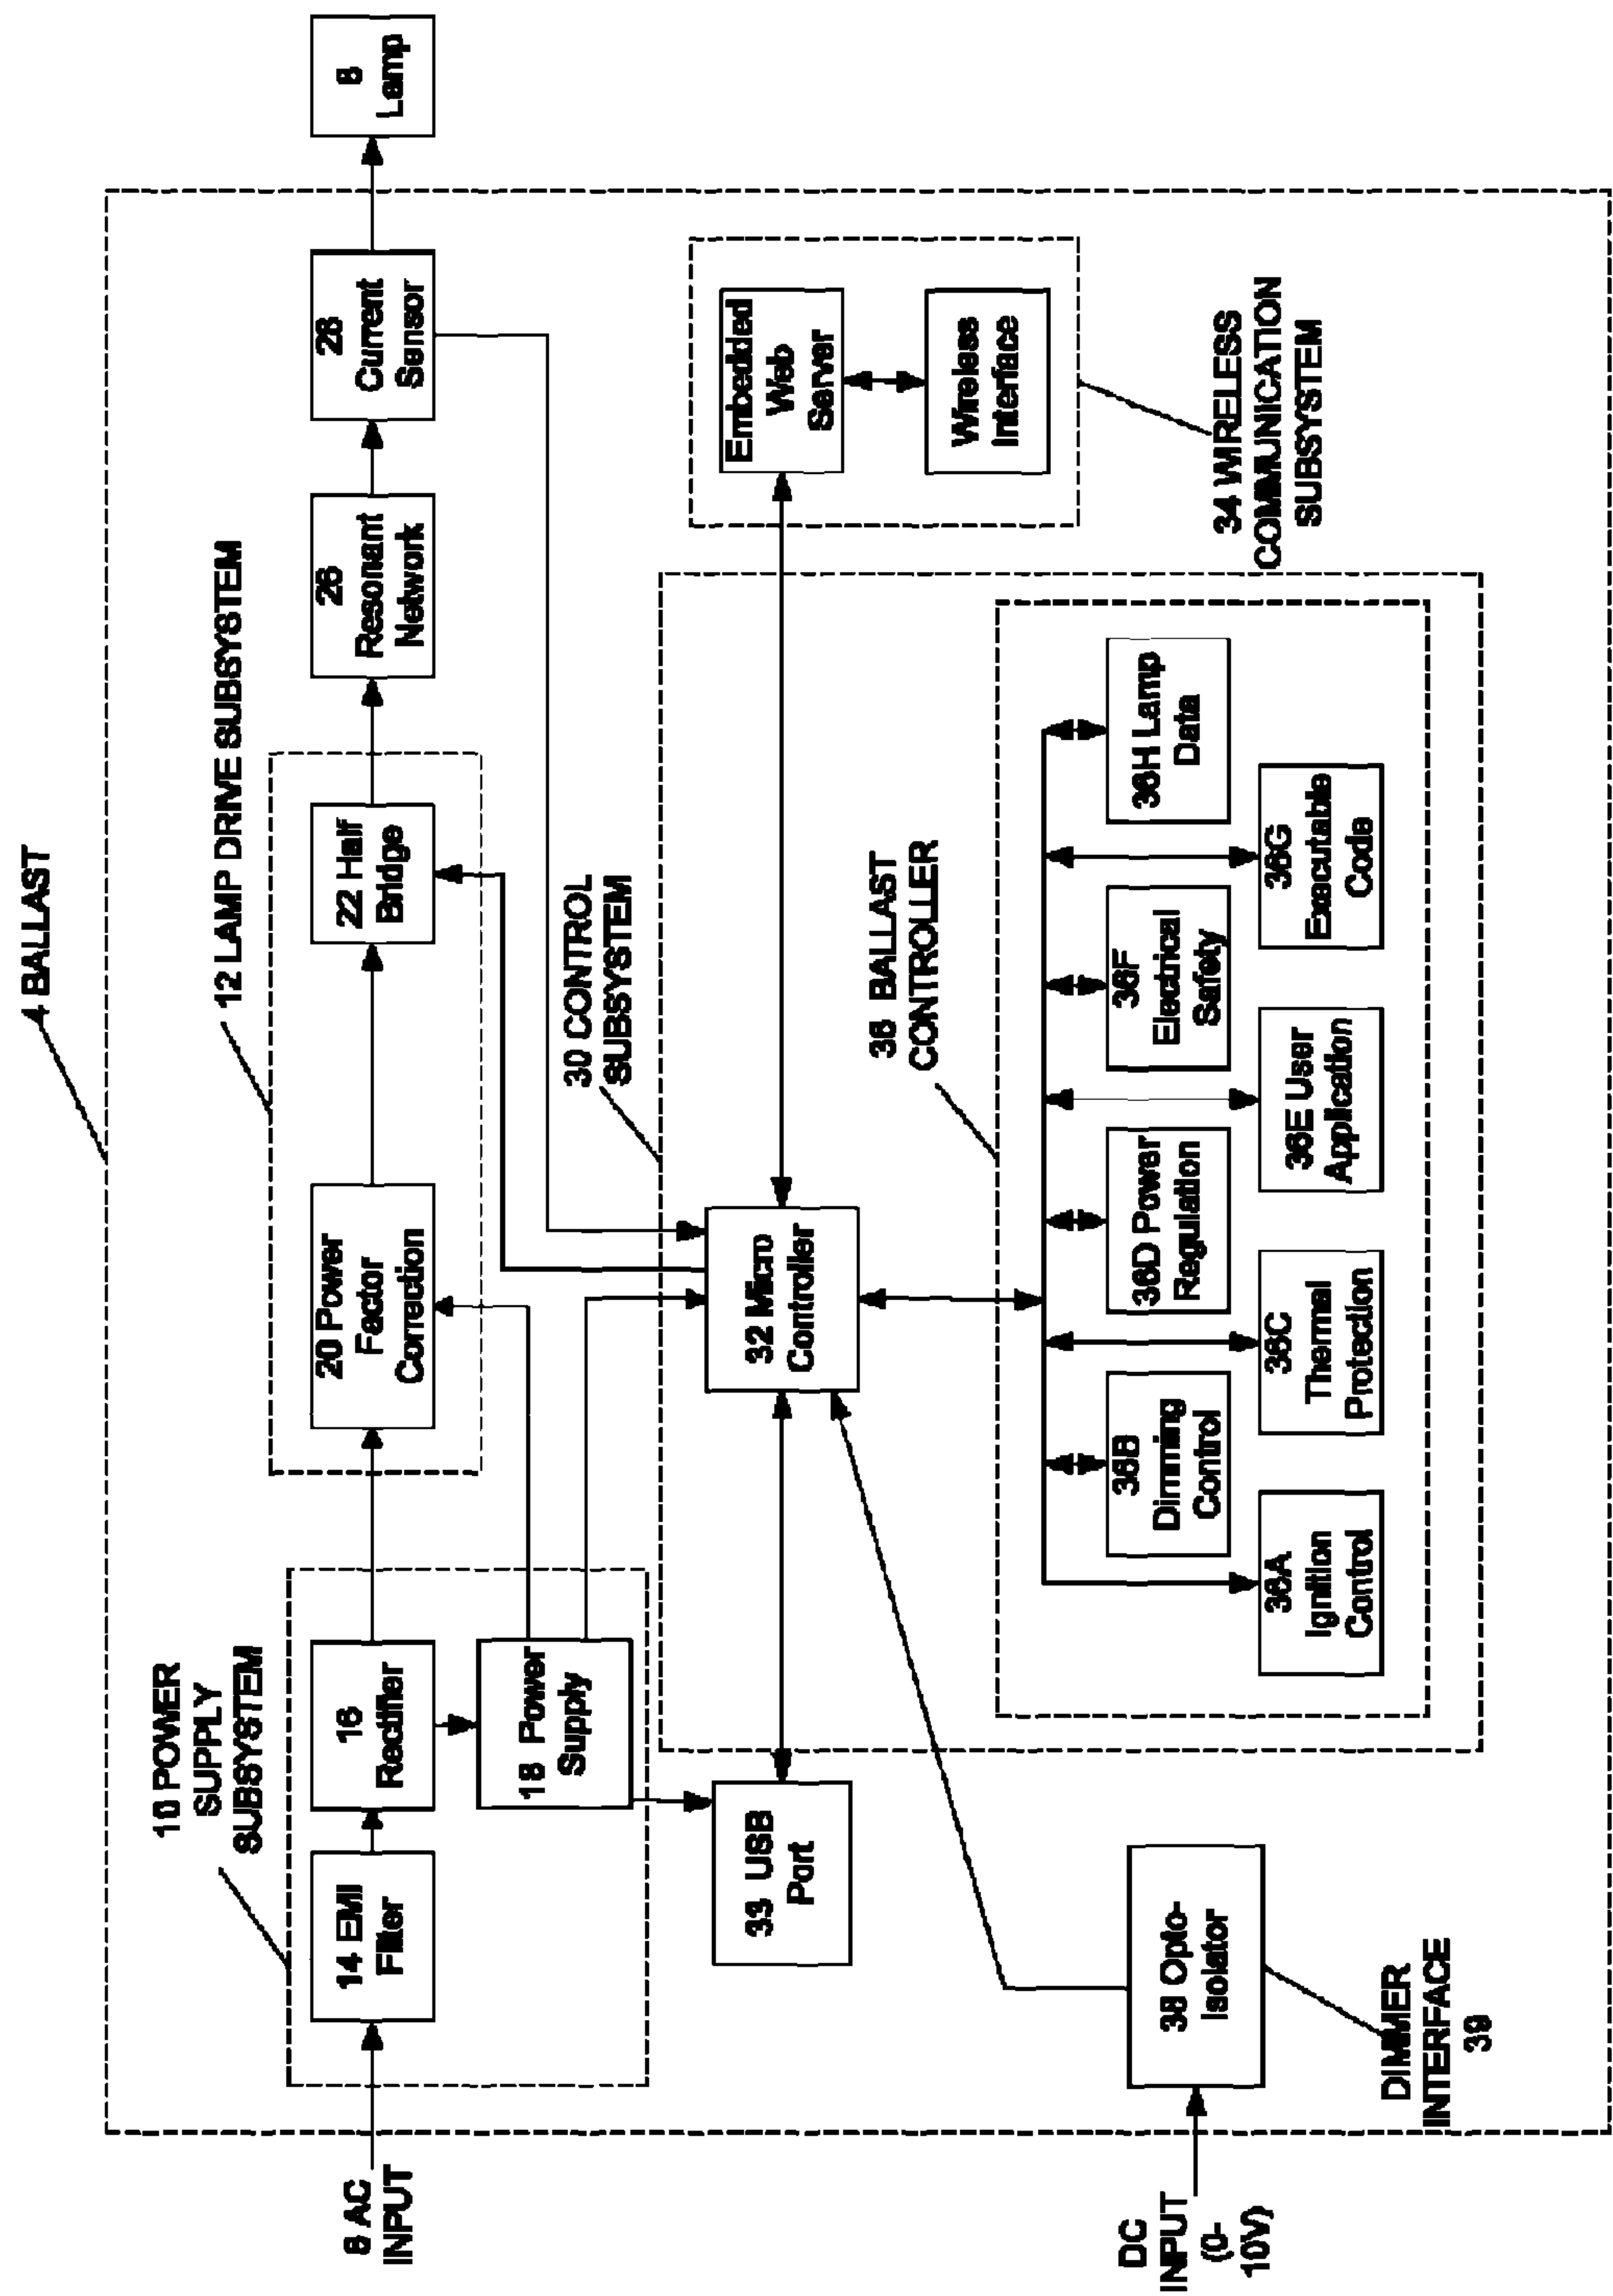 4 BALLAST
12 LAMP DRIVE SUBSYSTEM
10 POWER
SUPPLY
SUBSYSTEM
14 EMI
Filter
16
Rectifier
20 Power
Factor
Correction
22 Half
Bridge
26
Resonant
Network
28
Current
Sensor
8
Lamp
6 AC
INPUT
18 Power
Supply
30 CONTROL
SUBSYSTEM
33 USB
Port
32 Micro
Controller
Embedded
Web
Server
Wireless
Interface
34 WIRELESS
COMMUNICATION
SUBSYSTEM
36 BALLAST
CONTROLLER
36B
Dimming
Control
36D Power
Regulation
36F
Electrical
Safety
36H Lamp
Data
36A
Ignition
Control
36C
Thermal
Protection
36E User
Application
36G
Executable
Code
38 Opto-
isolator
DC
INPUT
(0-
10V)
DIMMER
INTERFACE
39